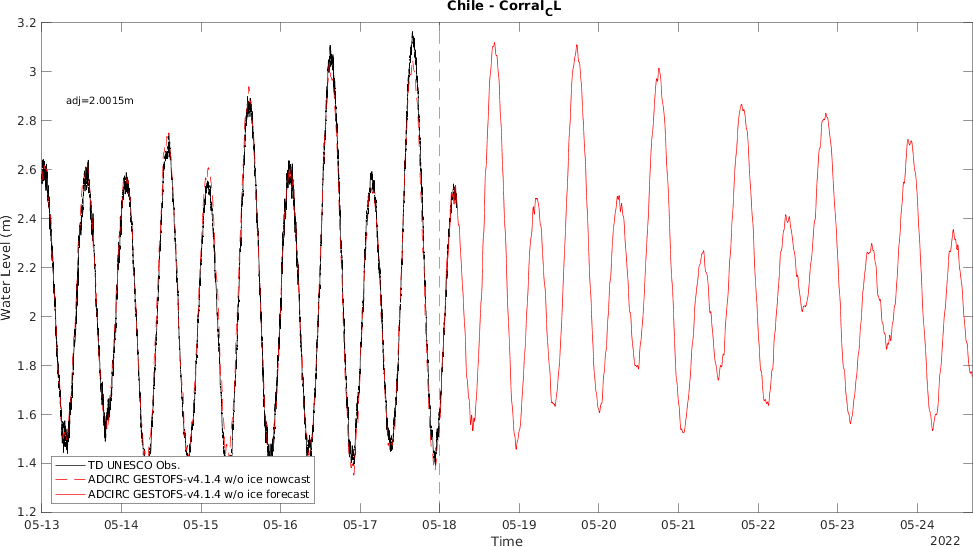 Chile - Corral_CL
3.2
3
2.8
2.6
2.4
2.2
2
1.8
1.6
1.4
1.2
Water Level (m)
adj=2.0015m
TD UNESCO Obs.
ADCIRC GESTOFS-v4.1.4 w/o ice nowcast
ADCIRC GESTOFS-v4.1.4 w/o ice forecast
05-13 05-14 05-15 05-16 05-17 05-18 05-19 05-20 05-21 05-22 05-23 05-24
Time
2022